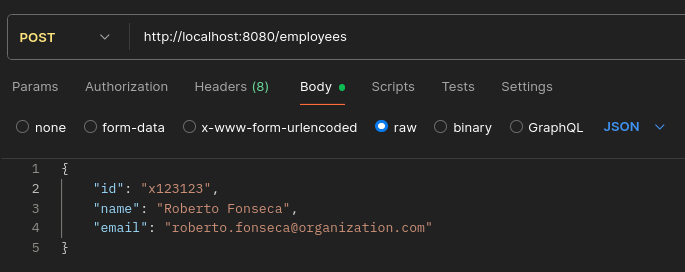 POST http://localhost:8080/employees
Params Authorization Headers (8) Body Scripts Tests Settings
none form-data x-www-form-urlencoded raw binary GraphQL JSON
1 {
2 "id": "x123123",
3 "name": "Roberto Fonseca",
4 "email": "roberto.fonseca@organization.com"
5 }